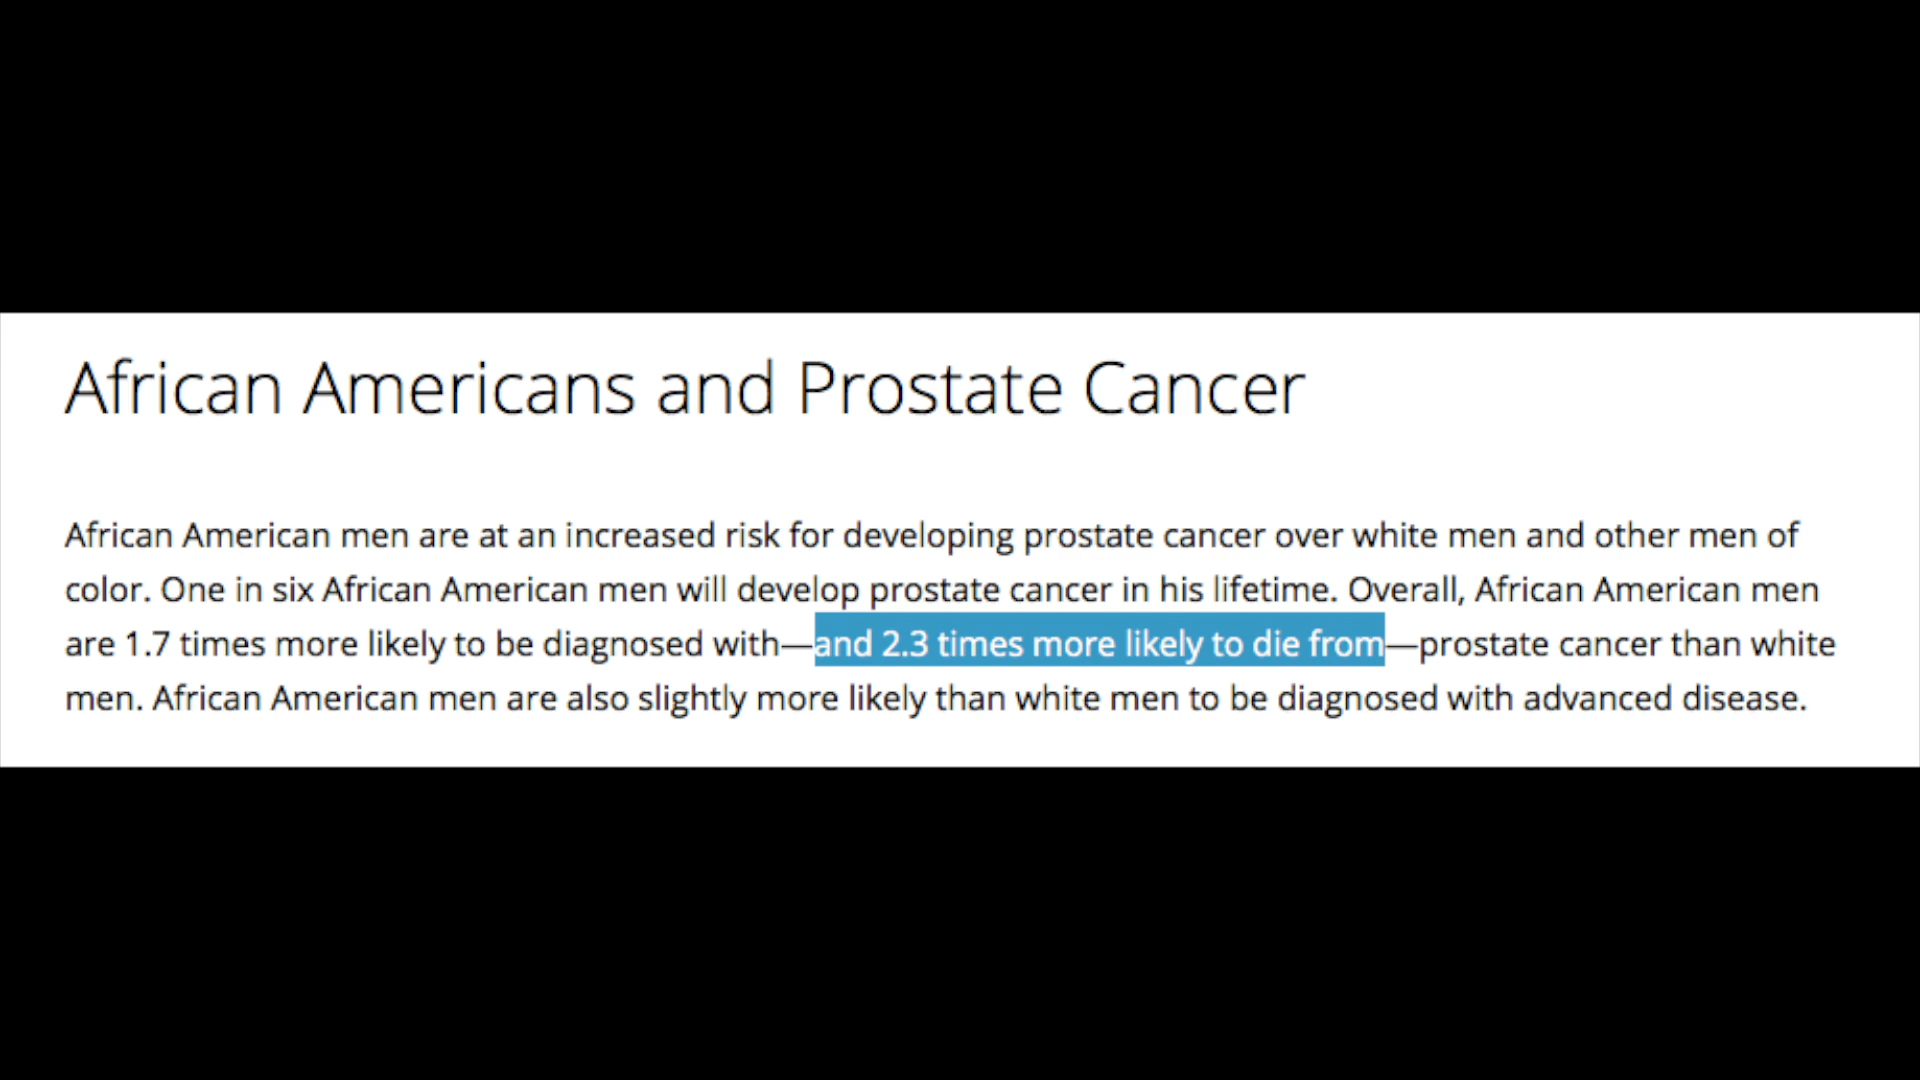 African Americans and Prostate Cancer
African American men are at an increased risk for developing prostate cancer over white men and other men of
color. One in six African American men will develop prostate cancer in his lifetime. Overall, African American men
are 1.7 times more likely to be diagnosed with—and 2.3 times more likely to die from—prostate cancer than white
men. African American men are also slightly more likely than white men to be diagnosed with advanced disease.